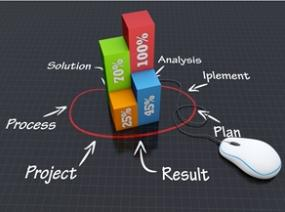 Solution
Analysis
Iplement
100%
70%
45%
25%
Process
Plan
Project
Result